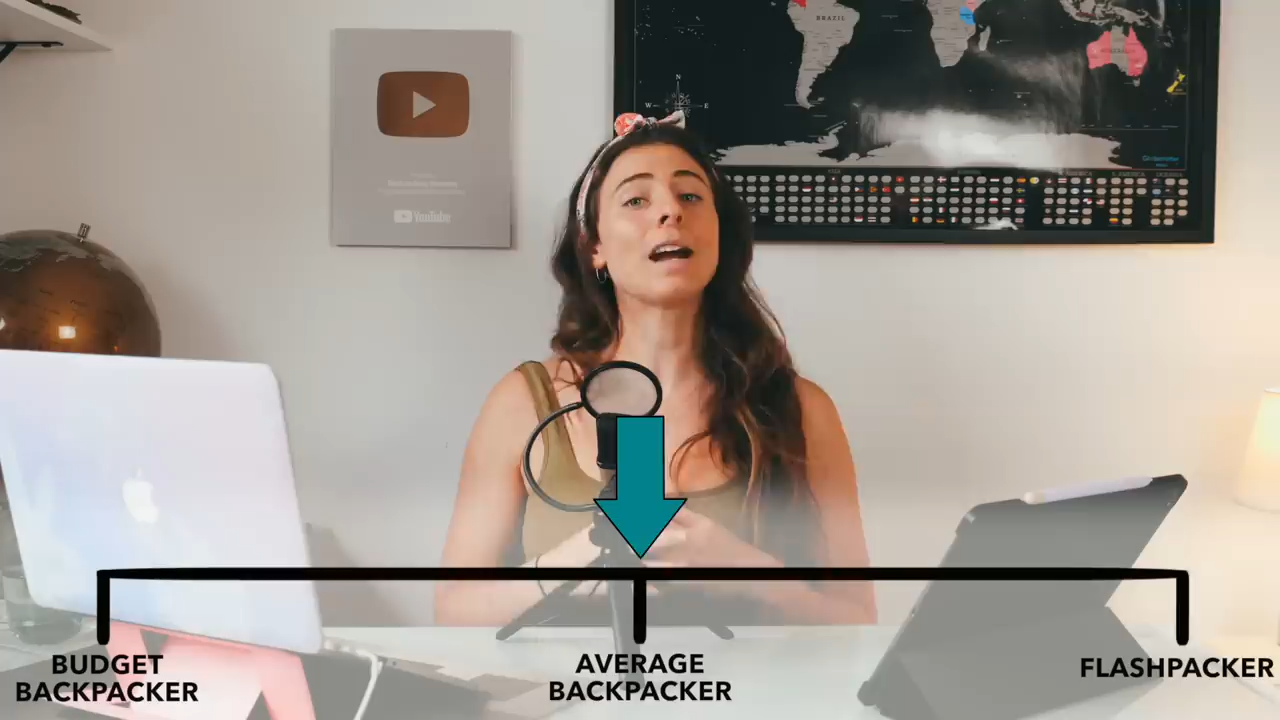 BRAZIL
N
W
E
YouTube
BUDGET
BACKPACKER
AVERAGE
BACKPACKER
FLASHPACKER